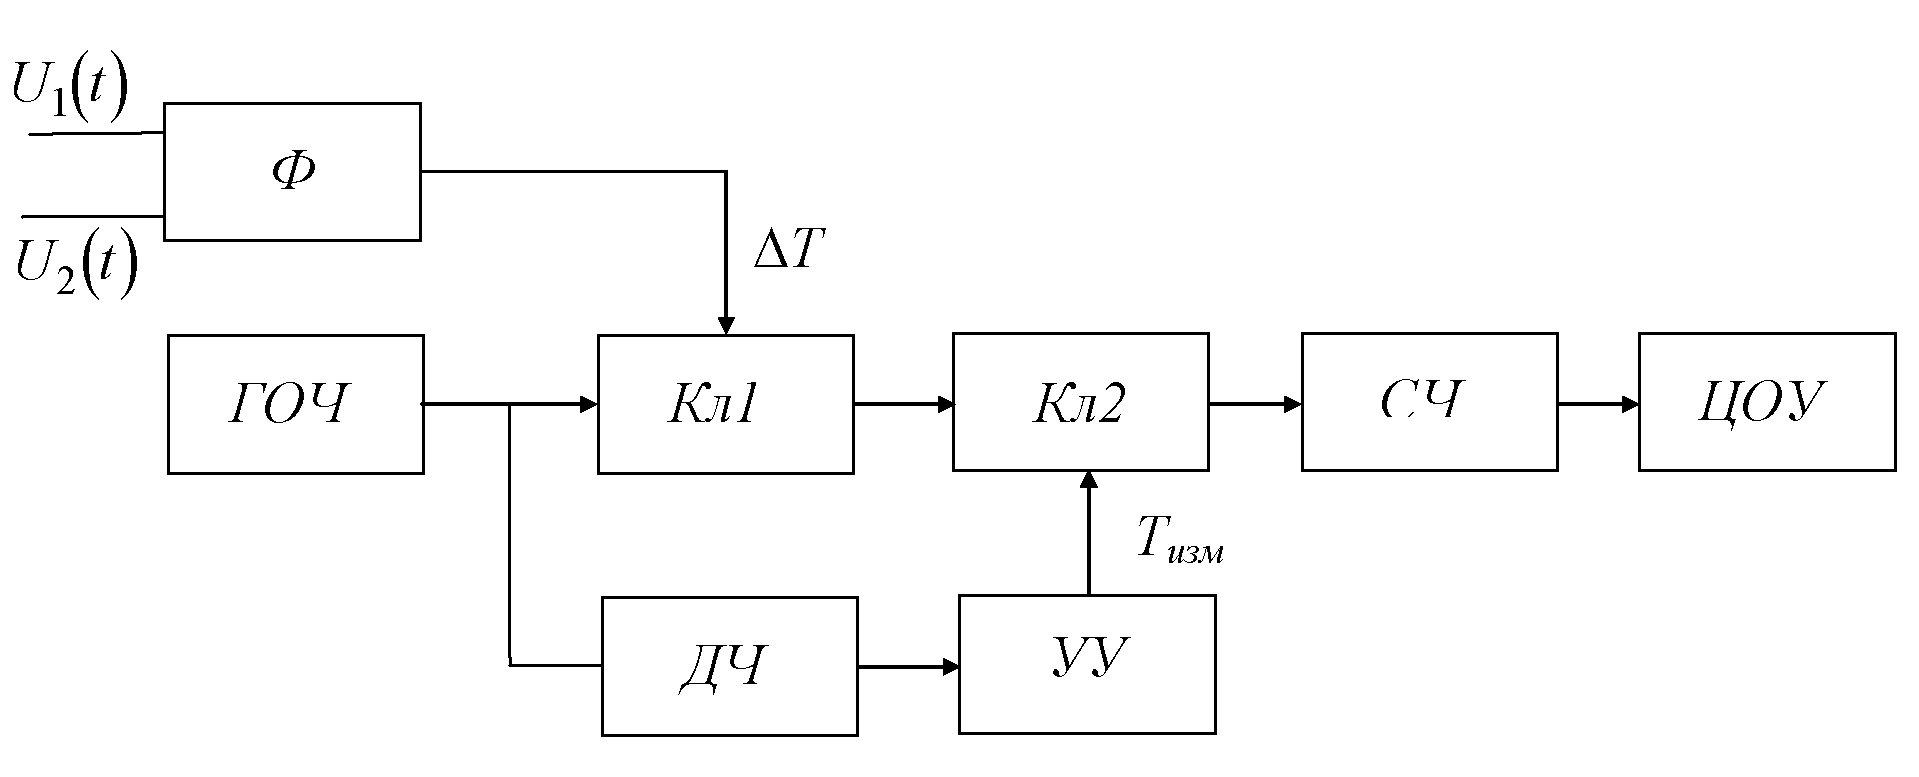 U₁(t)
Ф
U₂(t)
ΔT
ГОЧ
Кл1
Кл2
СЧ
ЦОУ
Tизм
ДЧ
УУ